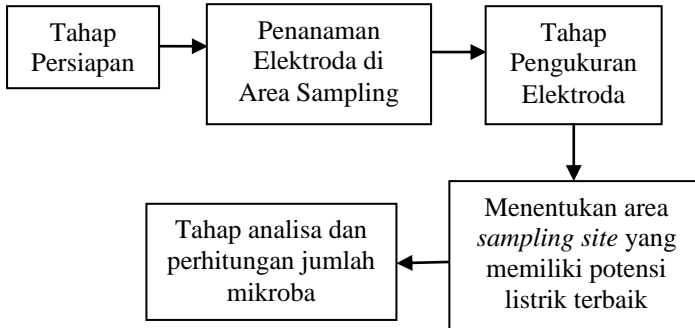 Tahap
Persiapan
Penanaman
Elektroda di
Area Sampling
Tahap
Pengukuran
Elektroda
Menentukan area
sampling site yang
memiliki potensi
listrik terbaik
Tahap analisa dan
perhitungan jumlah
mikroba